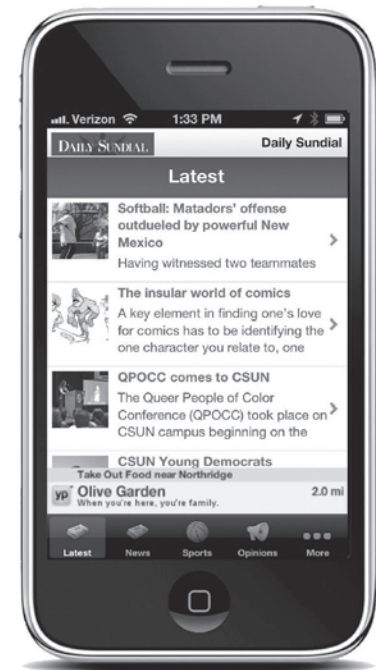 Verizon 1:33 PM
DAILY SUNDIAL Daily Sundial
Latest
Softball: Matadors' offense
outdueled by powerful New
Mexico
Having witnessed two teammates
The insular world of comics
A key element in finding one's love
for comics has to be identifying the
one character you relate to, one
QPOCC comes to CSUN
The Queer People of Color
Conference (QPOCC) took place on
CSUN campus beginning on the
CSUN Young Democrats
Take Out Food near Northridge
yp Olive Garden 2.0 mi
When you're here, you're family.
Latest News Sports Opinions More